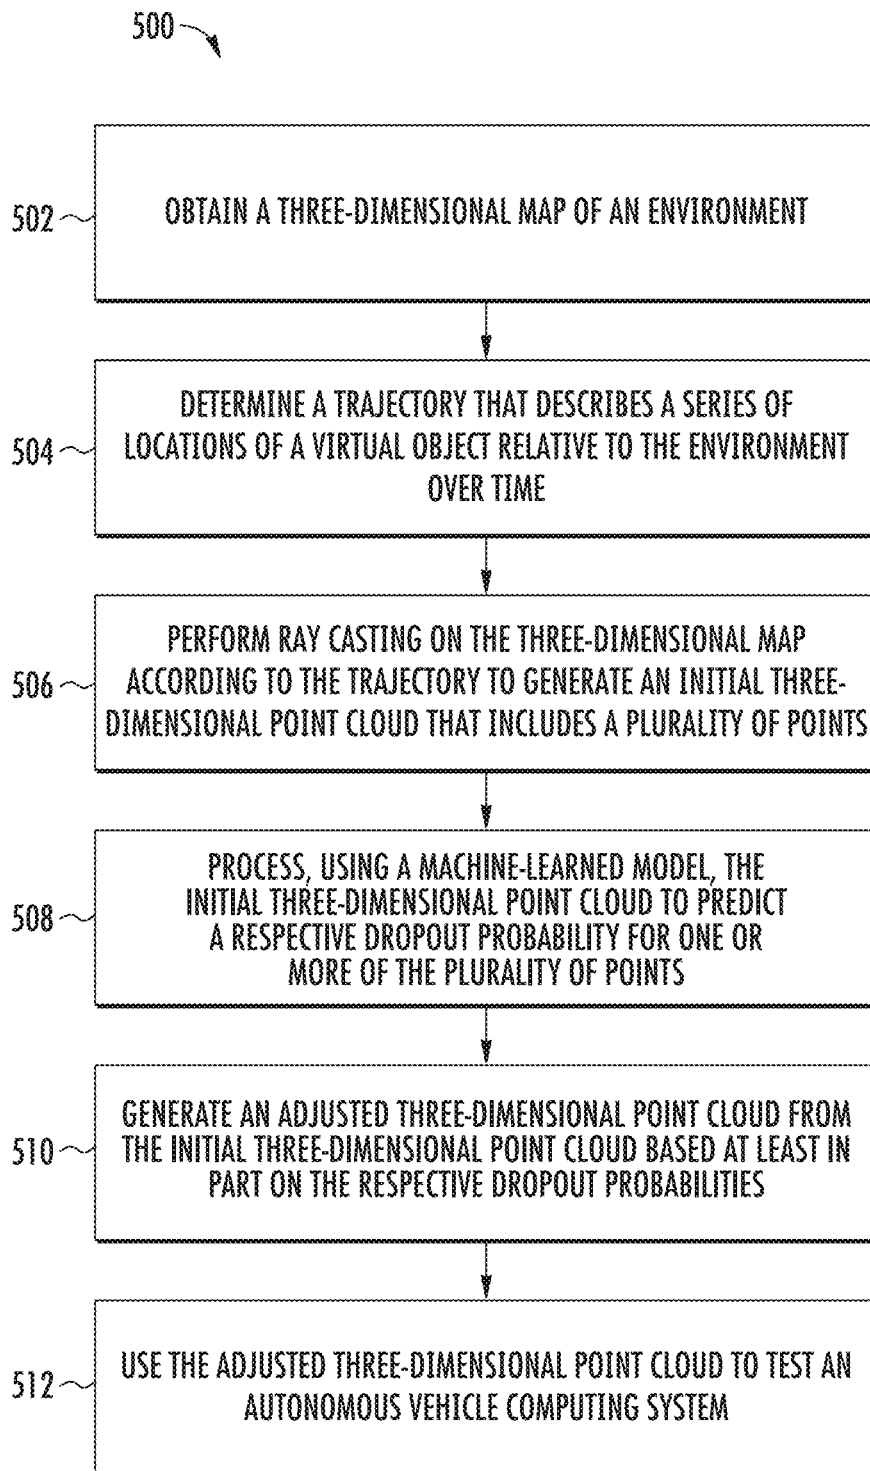 500
502
OBTAIN A THREE-DIMENSIONAL MAP OF AN ENVIRONMENT
504
DETERMINE A TRAJECTORY THAT DESCRIBES A SERIES OF
LOCATIONS OF A VIRTUAL OBJECT RELATIVE TO THE ENVIRONMENT
OVER TIME
506
PERFORM RAY CASTING ON THE THREE-DIMENSIONAL MAP
ACCORDING TO THE TRAJECTORY TO GENERATE AN INITIAL THREE-
DIMENSIONAL POINT CLOUD THAT INCLUDES A PLURALITY OF POINTS
508
PROCESS, USING A MACHINE-LEARNED MODEL, THE
INITIAL THREE-DIMENSIONAL POINT CLOUD TO PREDICT
A RESPECTIVE DROPOUT PROBABILITY FOR ONE OR
MORE OF THE PLURALITY OF POINTS
510
GENERATE AN ADJUSTED THREE-DIMENSIONAL POINT CLOUD FROM
THE INITIAL THREE-DIMENSIONAL POINT CLOUD BASED AT LEAST IN
PART ON THE RESPECTIVE DROPOUT PROBABILITIES
512
USE THE ADJUSTED THREE-DIMENSIONAL POINT CLOUD TO TEST AN
AUTONOMOUS VEHICLE COMPUTING SYSTEM